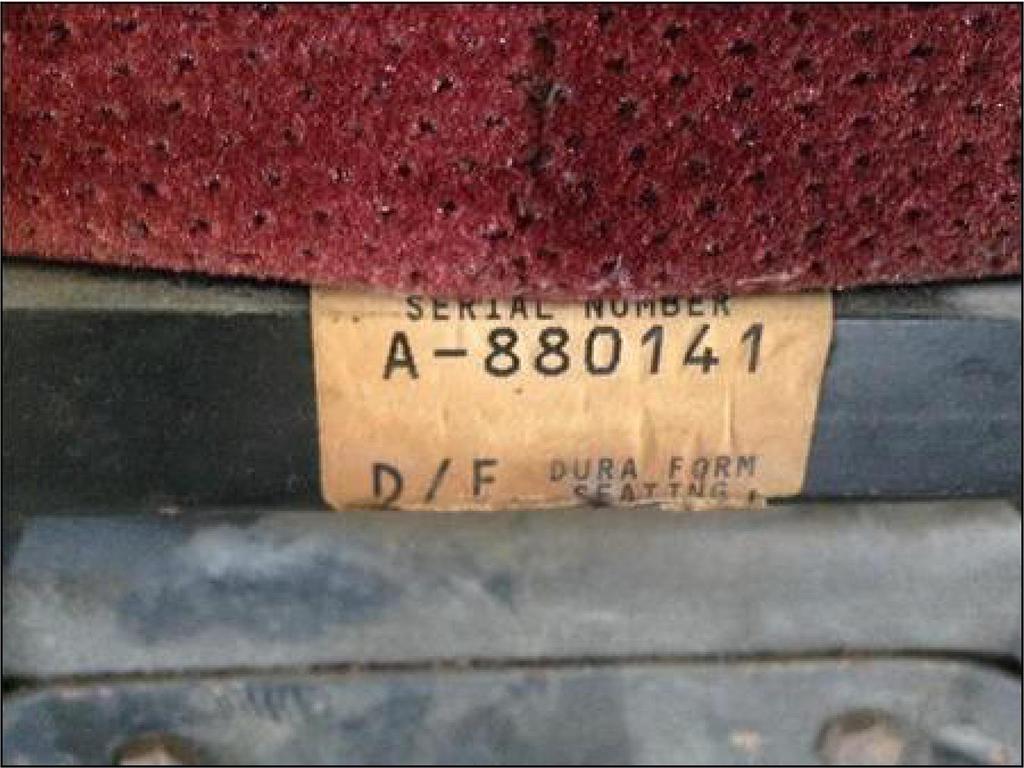 SERIAL NUMBER
A-880141
D/F DURA FORM
SEATING,